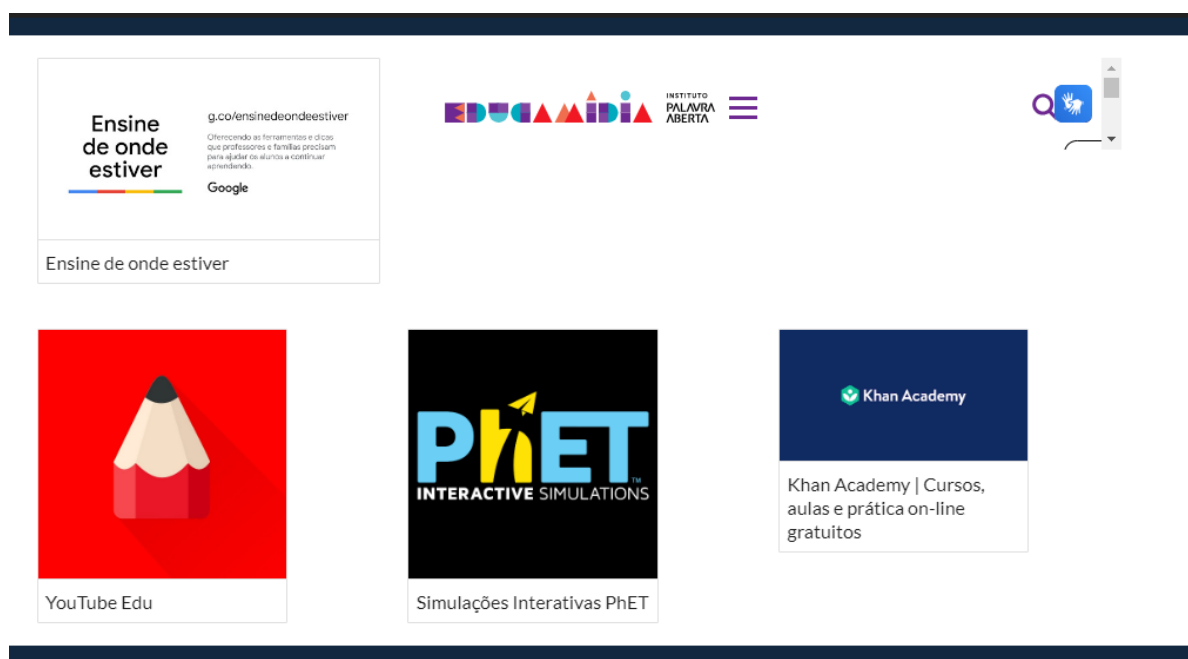 Ensine
de onde
estiver
g.co/ensinedeondeestiver
Oferecendo as ferramentas e dicas
que professores e famílias precisam
para ajudar os alunos a continuar
aprendendo.
Google
Ensine de onde estiver
EDUCAMÍDIA
INSTITUTO
PALAVRA
ABERTA
YouTube Edu
PhET™
INTERACTIVE SIMULATIONS
Simulações Interativas PhET
Khan Academy
Khan Academy | Cursos,
aulas e prática on-line
gratuitos